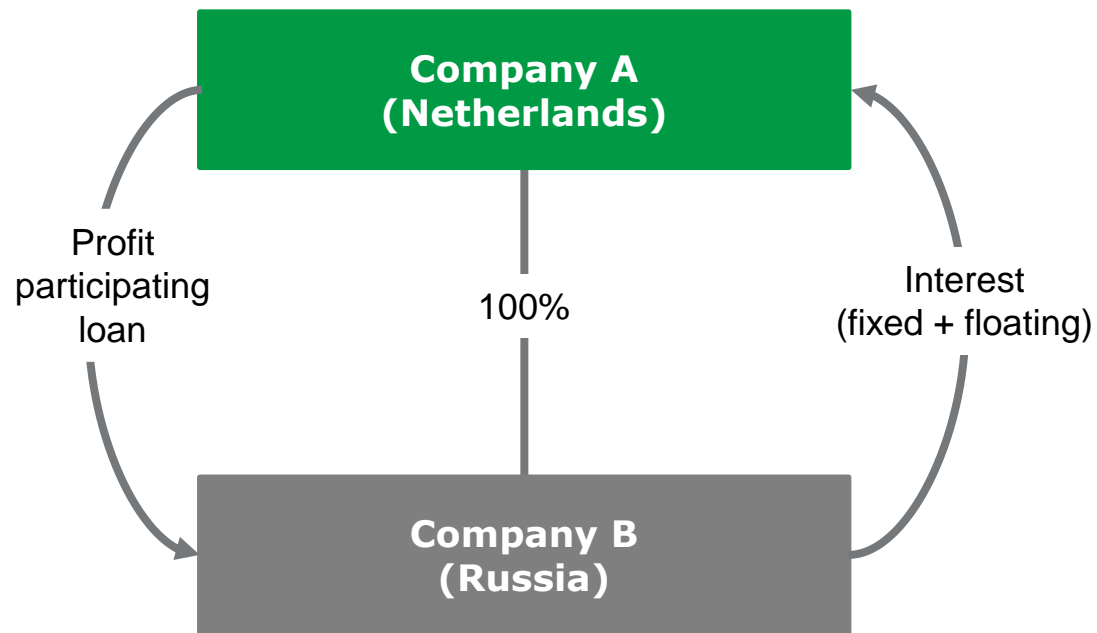 Company A
(Netherlands)
Profit
participating
loan
100%
Interest
(fixed + floating)
Company B
(Russia)